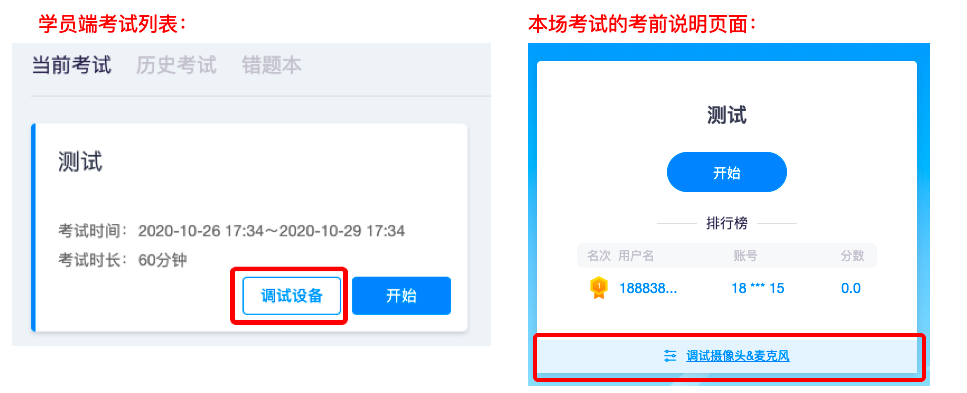 学员端考试列表：
当前考试 历史考试 错题本
测试
考试时间： 2020-10-26 17:34～2020-10-29 17:34
考试时长： 60分钟
调试设备 开始
本场考试的考前说明页面：
测试
开始
排行榜
名次 用户名 账号 分数
1 188838... 18 *** 15 0.0
调试摄像头&麦克风